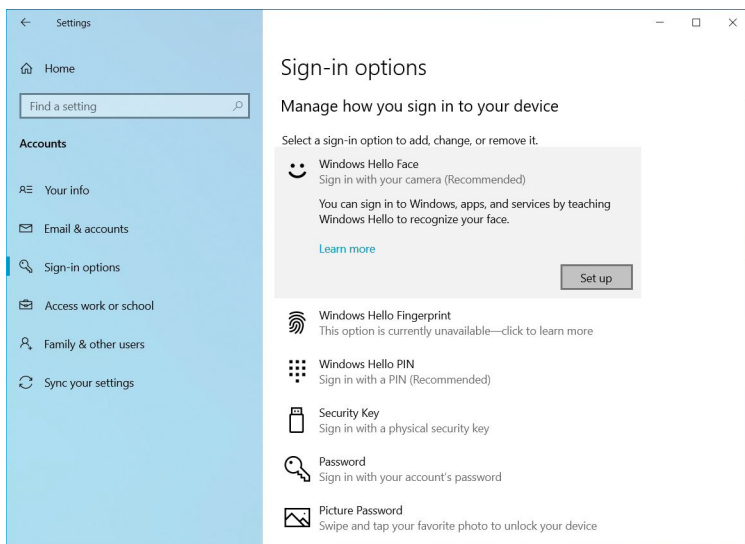 Settings
Home
Find a setting
Accounts
Your info
Email & accounts
Sign-in options
Access work or school
Family & other users
Sync your settings
Sign-in options
Manage how you sign in to your device
Select a sign-in option to add, change, or remove it.
Windows Hello Face
Sign in with your camera (Recommended)
You can sign in to Windows, apps, and services by teaching
Windows Hello to recognize your face.
Learn more
Set up
Windows Hello Fingerprint
This option is currently unavailable—click to learn more
Windows Hello PIN
Sign in with a PIN (Recommended)
Security Key
Sign in with a physical security key
Password
Sign in with your account's password
Picture Password
Swipe and tap your favorite photo to unlock your device